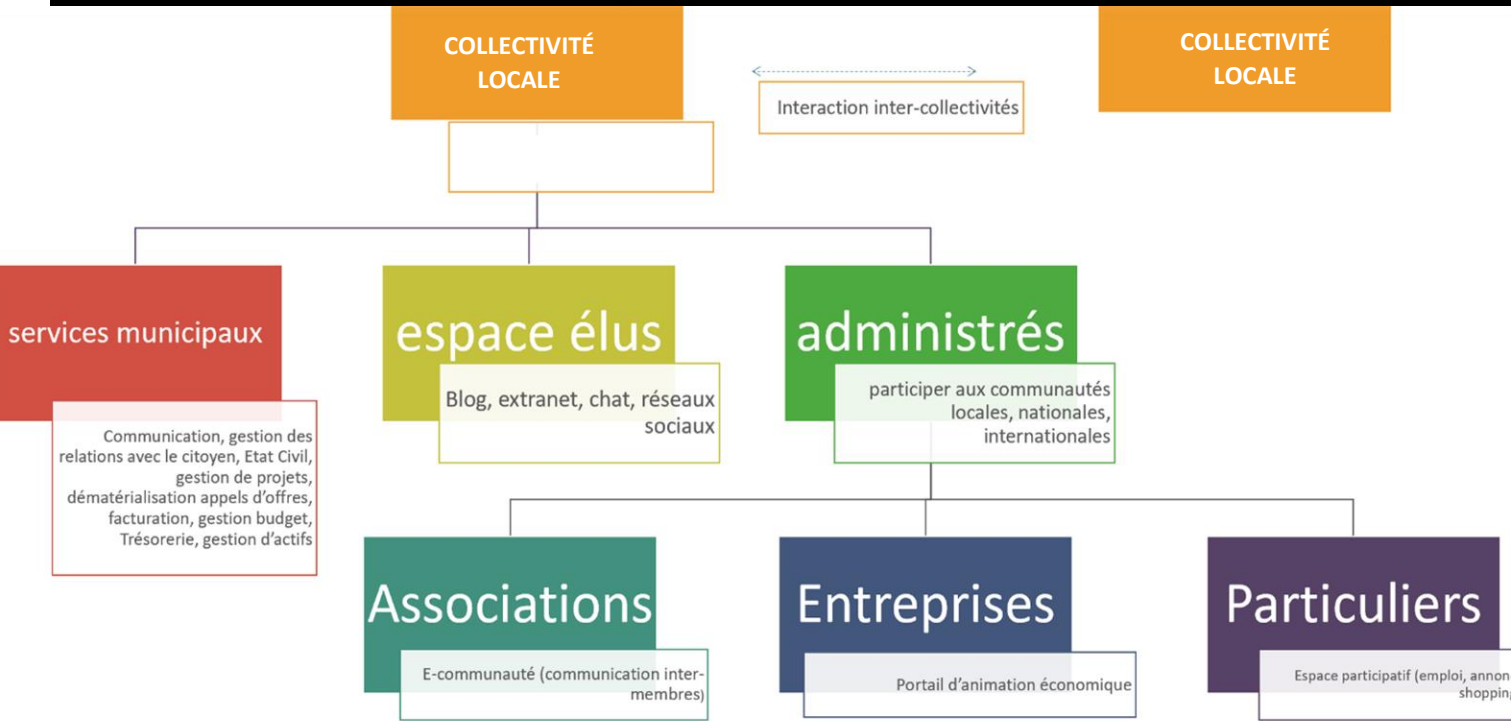 COLLECTIVITÉ
LOCALE
Interaction inter-collectivités
COLLECTIVITÉ
LOCALE
services municipaux
Communication, gestion des
relations avec le citoyen, Etat Civil,
gestion de projets,
dématérialisation appels d’offres,
facturation, gestion budget,
Trésorerie, gestion d’actifs
espace élus
Blog, extranet, chat, réseaux
sociaux
administrés
participer aux communautés
locales, nationales,
internationales
Associations
E-communauté (communication inter-
membres)
Entreprises
Portail d’animation économique
Particuliers
Espace participatif (emploi,